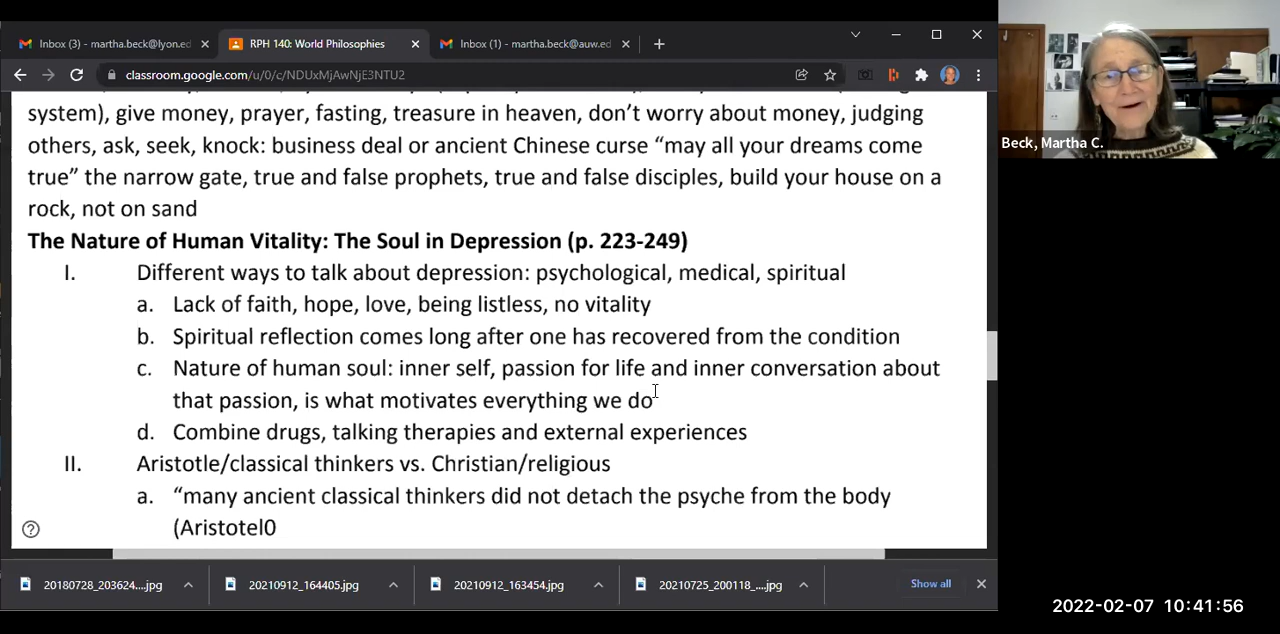 Inbox (3) - martha.beck@lyon.ed
RPH 140: World Philosophies
Inbox (1) - martha.beck@auw.ed
classroom.google.com/u/0/c/NDUxMjAwNjE3NTU2
system), give money, prayer, fasting, treasure in heaven, don’t worry about money, judging
others, ask, seek, knock: business deal or ancient Chinese curse “may all your dreams come
true” the narrow gate, true and false prophets, true and false disciples, build your house on a
rock, not on sand
The Nature of Human Vitality: The Soul in Depression (p. 223-249)
I. Different ways to talk about depression: psychological, medical, spiritual
a. Lack of faith, hope, love, being listless, no vitality
b. Spiritual reflection comes long after one has recovered from the condition
c. Nature of human soul: inner self, passion for life and inner conversation about
that passion, is what motivates everything we do
d. Combine drugs, talking therapies and external experiences
II. Aristotle/classical thinkers vs. Christian/religious
a. “many ancient classical thinkers did not detach the psyche from the body
(Aristotel0
20180728_203624....jpg
20210912_164405.jpg
20210912_163454.jpg
20210725_200118_....jpg
Show all
Beck, Martha C.
2022-02-07 10:41:56